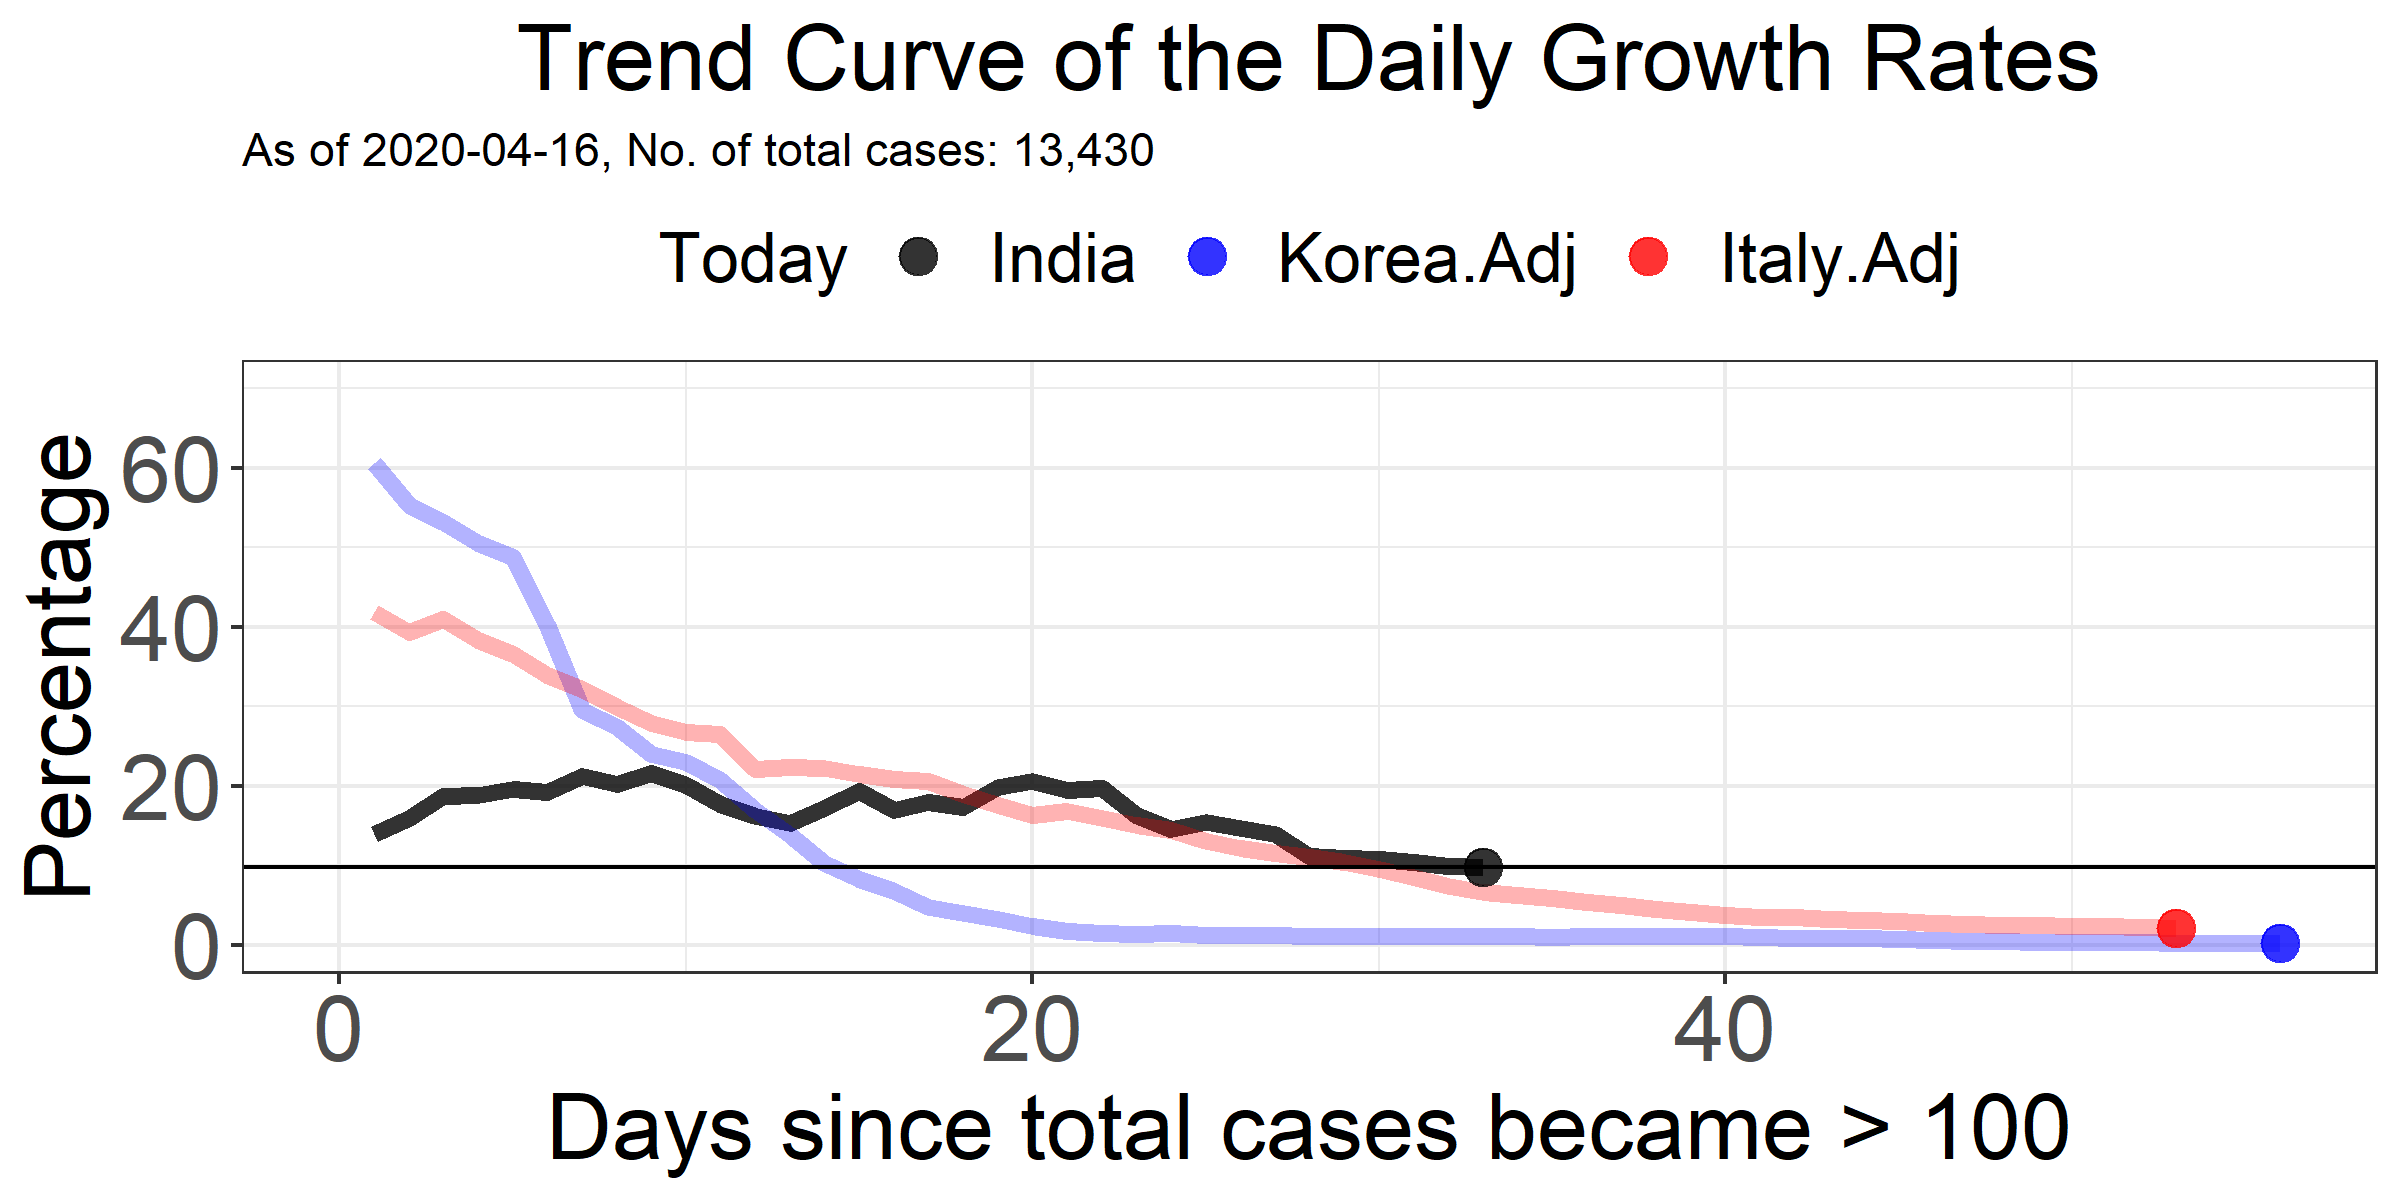 Trend Curve of the Daily Growth Rates
As of 2020-04-16, No. of total cases: 13,430
Today India Korea.Adj Italy.Adj
Percentage
60
40
20
0
0 20 40
Days since total cases became > 100